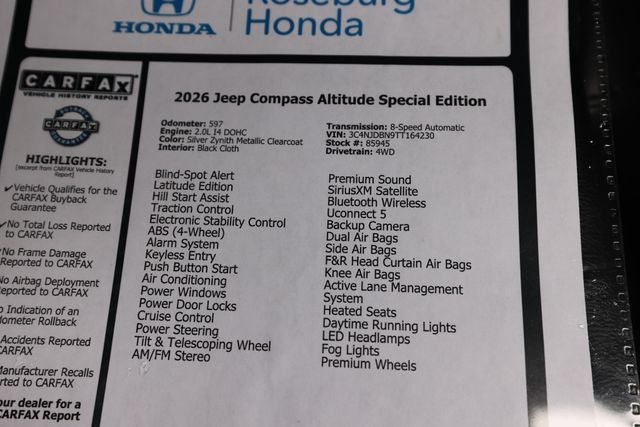 Roseburg
HONDA Honda
CARFAX
VEHICLE HISTORY REPORTS
CARFAX
HIGHLIGHTS:
[excerpt from CARFAX Vehicle History
Report]
✓Vehicle Qualifies for the
CARFAX Buyback
Guarantee
✓No Total Loss Reported
to CARFAX
No Frame Damage
Reported to CARFAX
No Airbag Deployment
eported to CARFAX
o Indication of an
dometer Rollback
Accidents Reported
CARFAX
anufacturer Recalls
rted to CARFAX
our dealer for a
CARFAX Report
2026 Jeep Compass Altitude Special Edition
Odometer: 597
Engine: 2.0L I4 DOHC
Color: Silver Zynith Metallic Clearcoat
Interior: Black Cloth
Transmission: 8-Speed Automatic
VIN: 3C4NJDBN9TT164230
Stock #: 85945
Drivetrain: 4WD
Blind-Spot Alert
Latitude Edition
Hill Start Assist
Traction Control
Electronic Stability Control
ABS (4-Wheel)
Alarm System
Keyless Entry
Push Button Start
Air Conditioning
Power Windows
Power Door Locks
Cruise Control
Power Steering
Tilt & Telescoping Wheel
AM/FM Stereo
Premium Sound
SiriusXM Satellite
Bluetooth Wireless
Uconnect 5
Backup Camera
Dual Air Bags
Side Air Bags
F&R Head Curtain Air Bags
Knee Air Bags
Active Lane Management
System
Heated Seats
Daytime Running Lights
LED Headlamps
Fog Lights
Premium Wheels